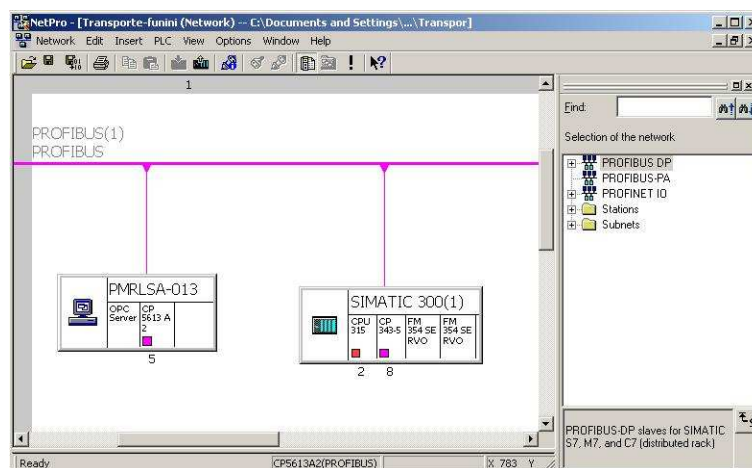 NetPro - [Transporte-funini (Network) -- C:\Documents and Settings\...\Transpor]
Network Edit Insert PLC View Options Window Help
1
PROFIBUS(1)
PROFIBUS
PMRLSA-013
OPC Server
CP 5613 A 2
5
SIMATIC 300(1)
CPU 315
CP 343-5
FM 354 SE RVO
FM 354 SE RVO
2 8
Find:
Selection of the network
PROFIBUS DP
PROFIBUS-PA
PROFINET IO
Stations
Subnets
PROFIBUS-DP slaves for SIMATIC
S7, M7, and C7 (distributed rack)
Ready
CP5613A2(PROFIBUS)
X 783 Y